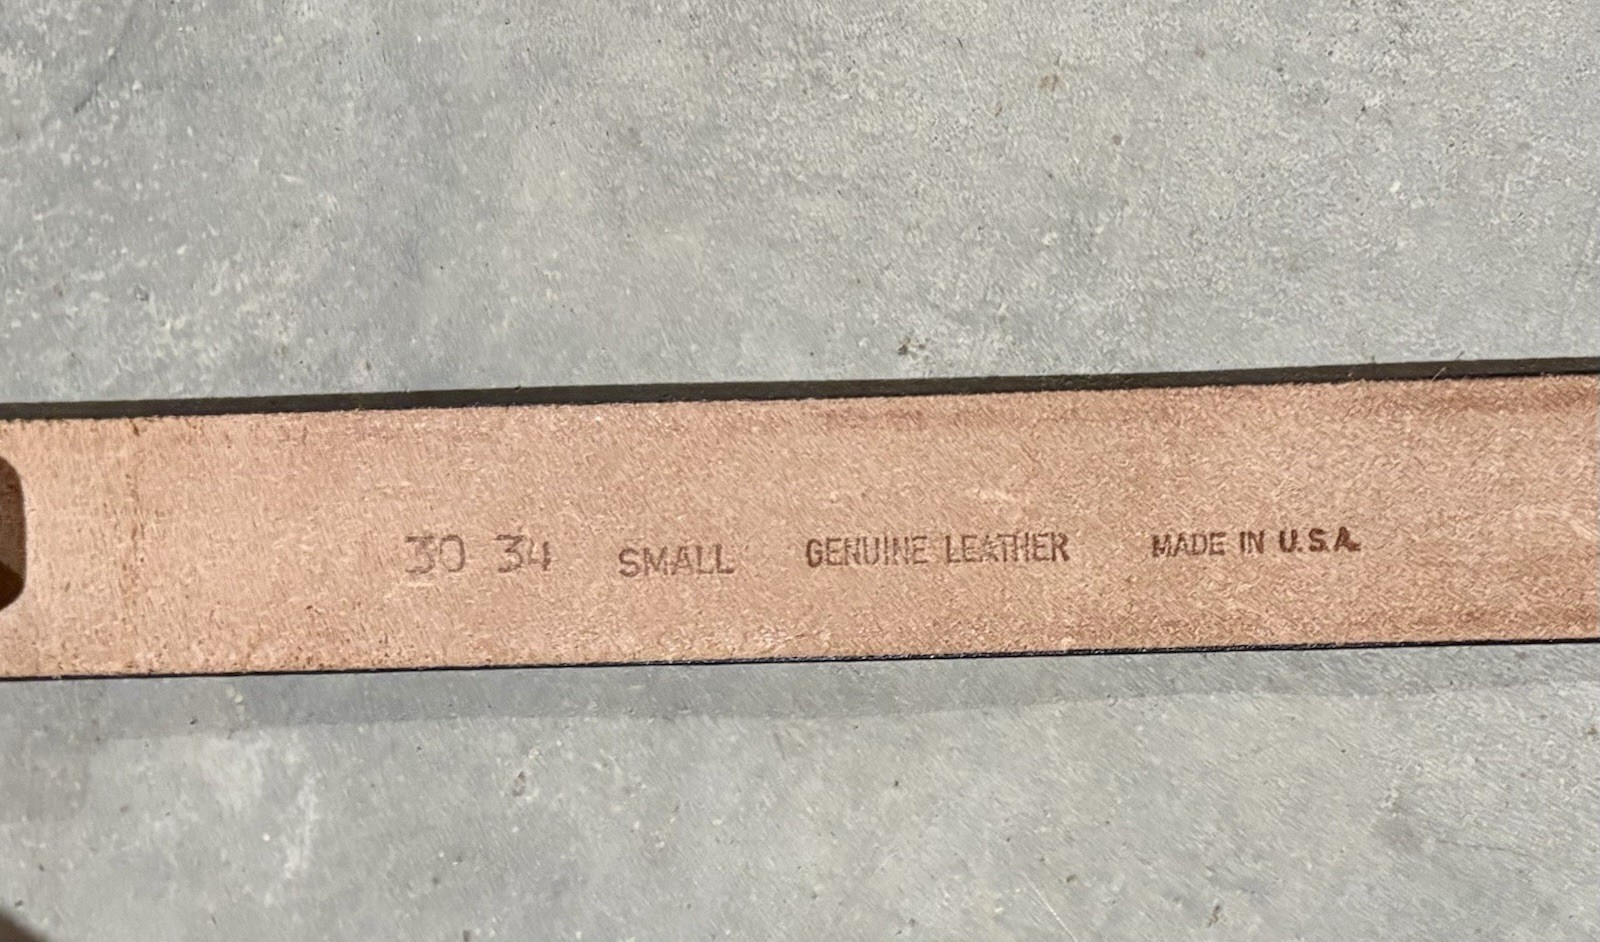 30 34 SMALL GENUINE LEATHER MADE IN U.S.A.